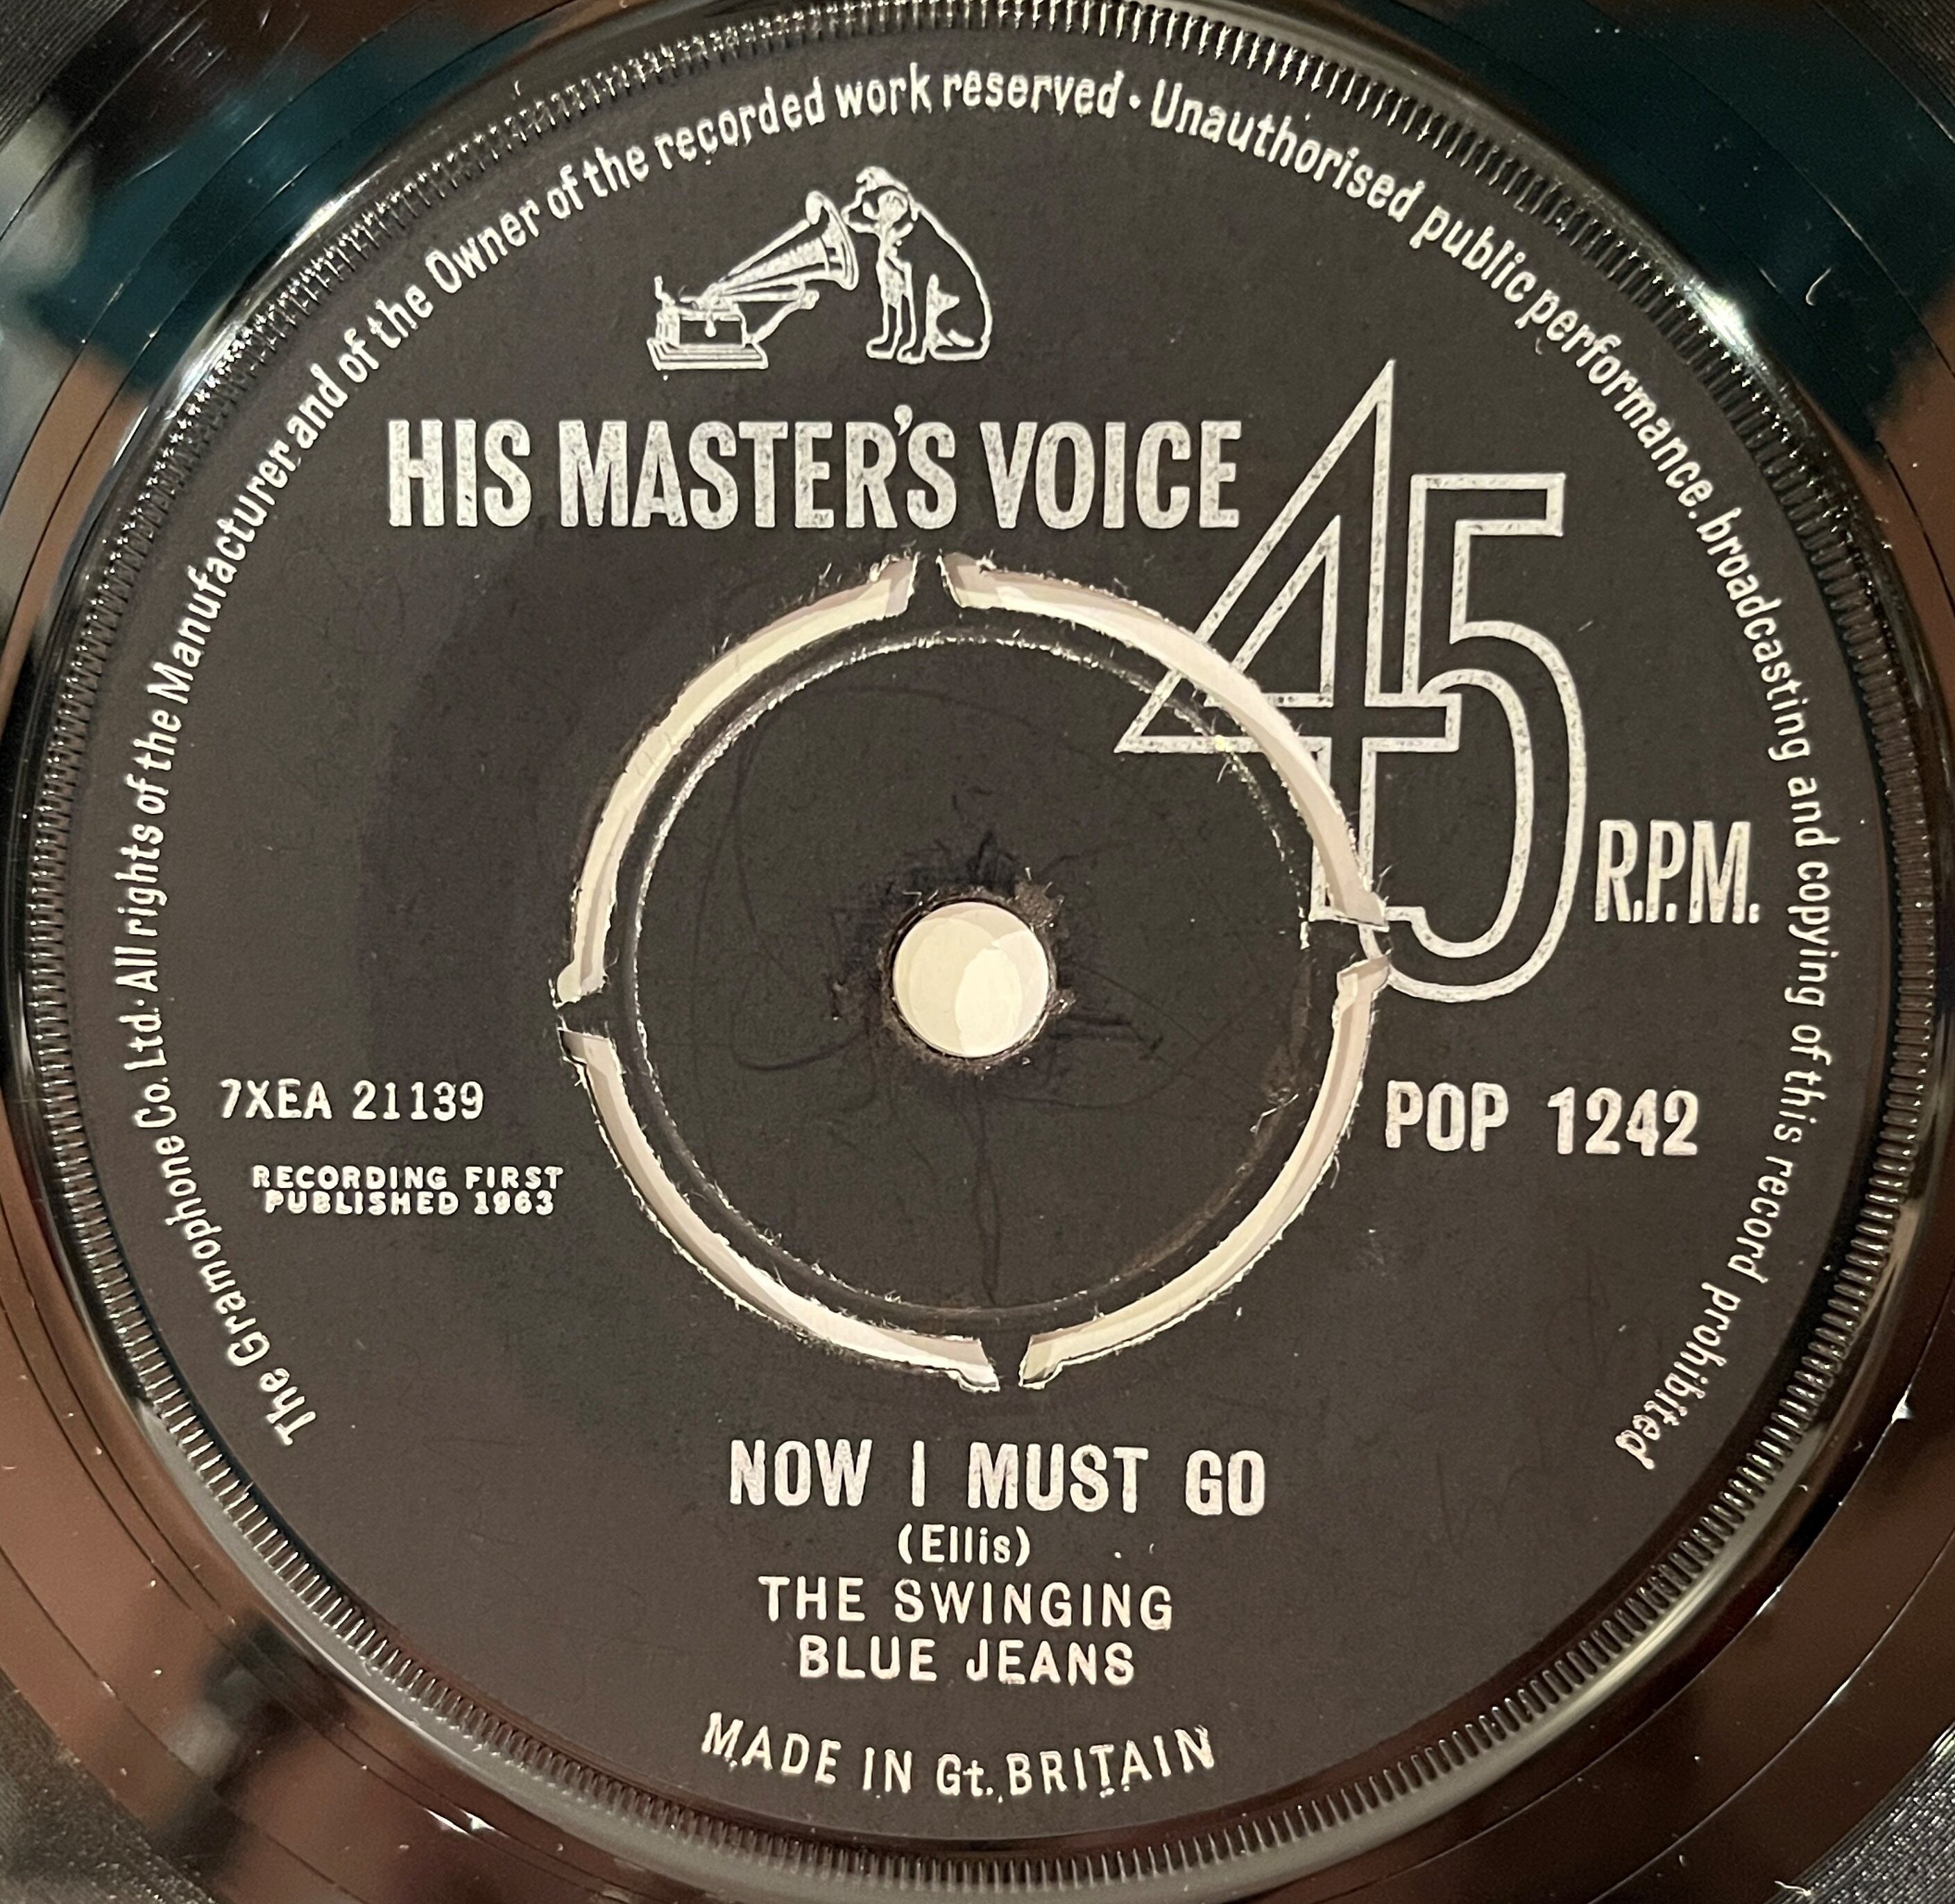 The Gramophone Co. Ltd. · All rights of the Manufacturer and of the Owner of the recorded work reserved · Unauthorised public performance, broadcasting and copying of this record prohibited
HIS MASTER'S VOICE
45
R.P.M.
7XEA 21139
POP 1242
RECORDING FIRST
PUBLISHED 1963
NOW I MUST GO
(Ellis)
THE SWINGING
BLUE JEANS
MADE IN Gt. BRITAIN